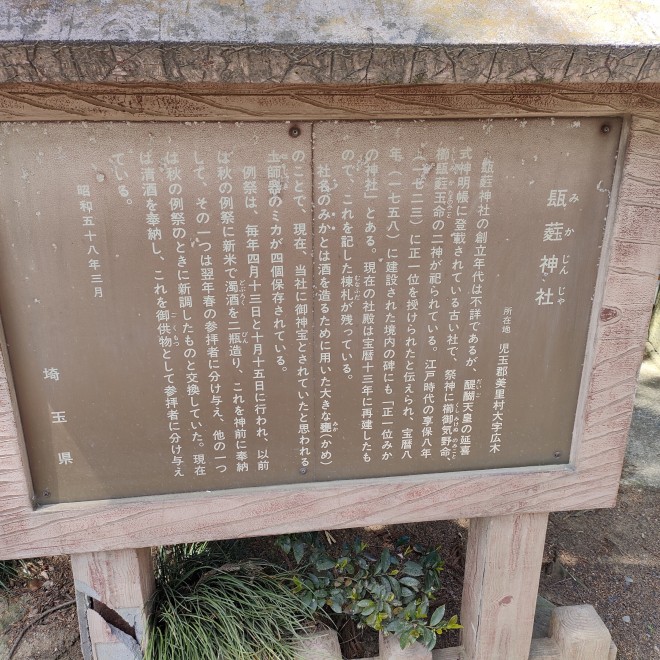 瓺𤭖神社
みか じんじゃ
所在地 児玉郡美里村大字広木
神社の創立年代は不詳であるが、醍醐天皇の延喜
式神明帳に登載されている古い社で、祭神に櫛御気野命、
櫛 玉命の二神が祀られている。江戸時代の享保八年
(一七二三)に正一位を授けられたと伝えられ、宝暦八
年(一七五八)に建設された境内の碑にも「正一位みか
の神社」とある。現在の社殿は宝暦十三年に再建したも
ので、これを記した棟札が残っている。
社名のみかとは酒を造るために用いた大きな甕(かめ)
のことで、現在、当社に御神宝とされていたと思われる
土師器のミカが四個保存されている。
例祭は、毎年四月十三日と十月十五日に行われ、以前
は秋の例祭に新米で濁酒を二瓶造り、これを神前に奉納
して、その一つは翌年春の参拝者に分け与え、他の一つ
は秋の例祭のときに新調したものと交換していた。現在
は清酒を奉納し、これを御供物として参拝者に分け与え
ている。
昭和五十八年三月
埼玉県